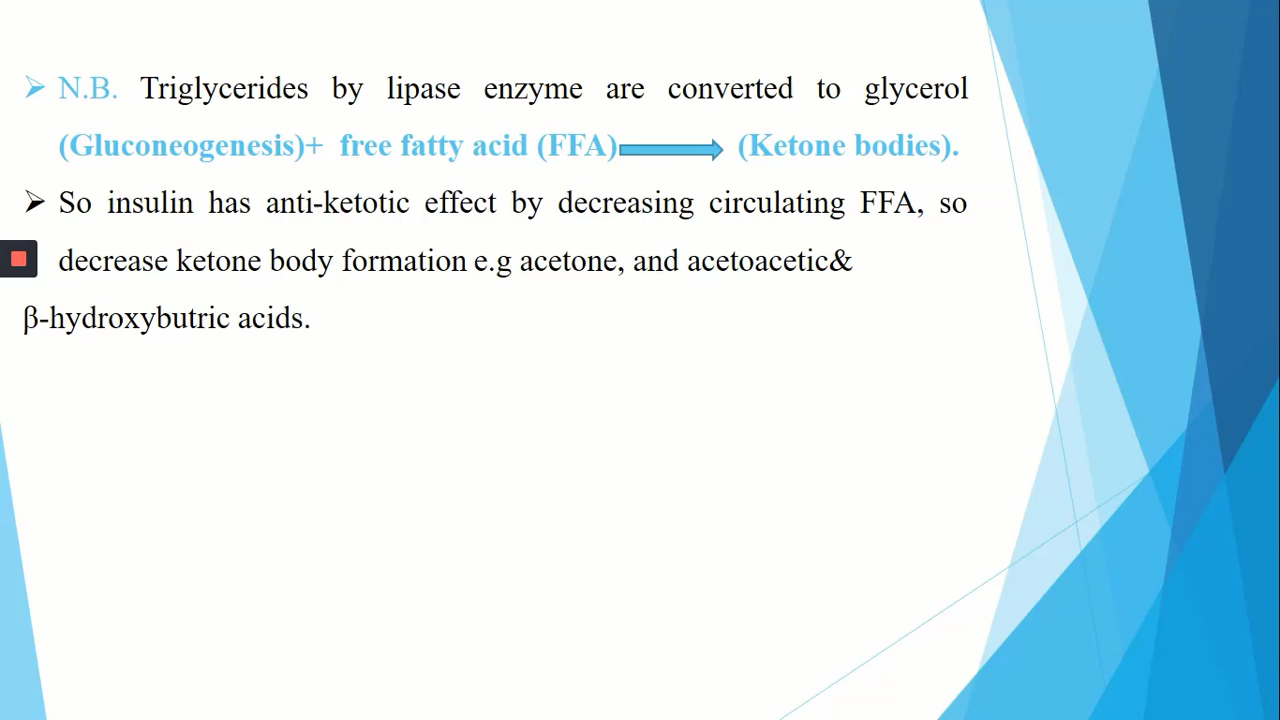 N.B. Triglycerides by lipase enzyme are converted to glycerol
(Gluconeogenesis)+ free fatty acid (FFA) (Ketone bodies).
So insulin has anti-ketotic effect by decreasing circulating FFA, so
decrease ketone body formation e.g acetone, and acetoacetic&
β-hydroxybutric acids.